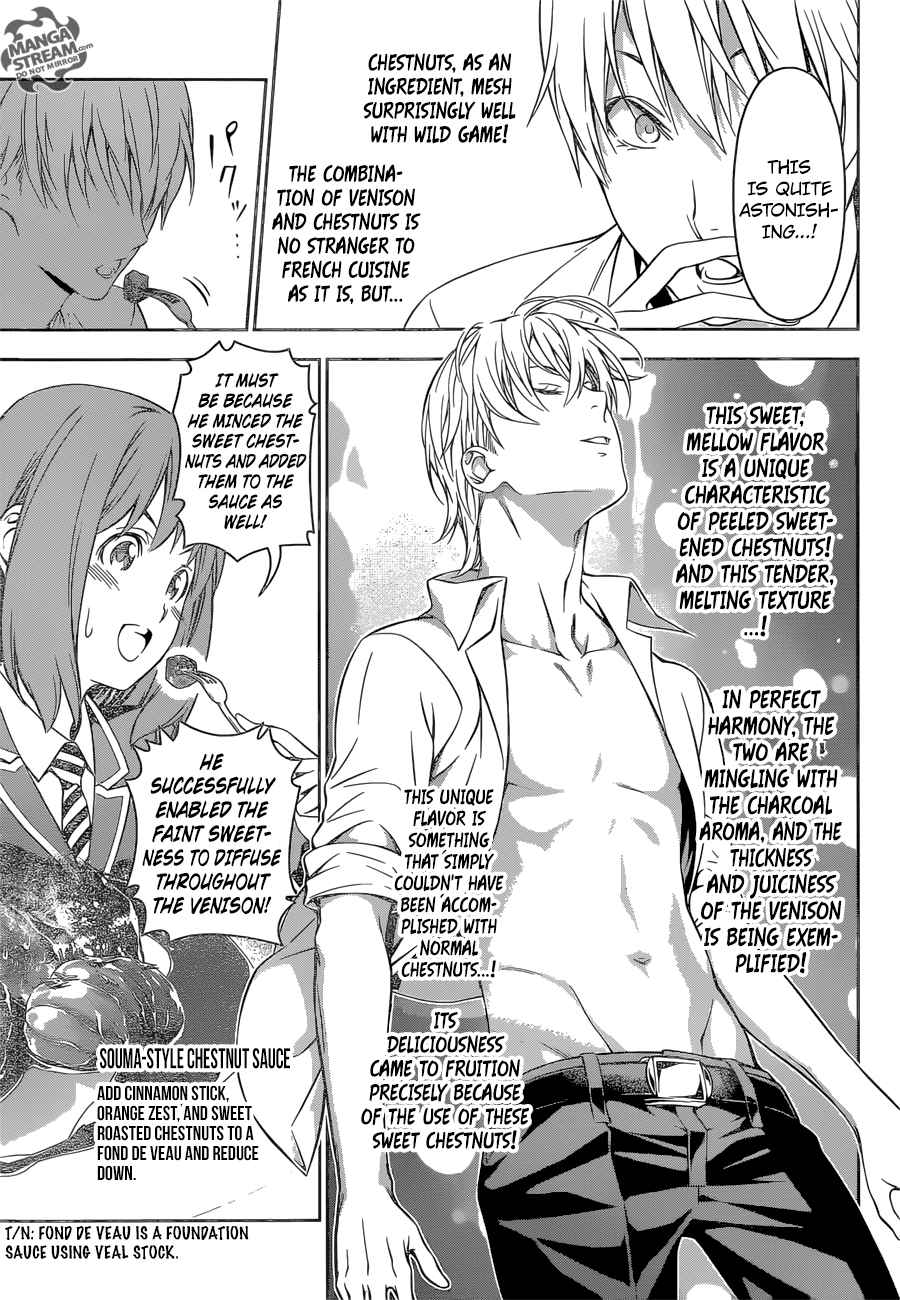 MANGA
STREAM.com
DO NOT MIRROR
THIS
IS QUITE
ASTONISH-
ING...!
CHESTNUTS, AS AN
INGREDIENT, MESH
SURPRISINGLY WELL
WITH WILD GAME!
THE COMBINA-
TION OF VENISON
AND CHESTNUTS IS
NO STRANGER TO
FRENCH CUISINE
AS IT IS, BUT...
パク
THIS SWEET,
MELLOW FLAVOR
IS A UNIQUE
CHARACTERISTIC
OF PEELED SWEET-
ENED CHESTNUTS!
AND THIS TENDER,
MELTING TEXTURE
...!
IN PERFECT
HARMONY, THE
TWO ARE
MINGLING WITH
THE CHARCOAL
AROMA, AND THE
THICKNESS
AND JUICINESS
OF THE VENISON
IS BEING EXEM-
PLIFIED!
THIS UNIQUE
FLAVOR IS
SOMETHING
THAT SIMPLY
COULDN'T HAVE
BEEN ACCOM-
PLISHED WITH
NORMAL
CHESTNUTS...!
ITS
DELICIOUSNESS
CAME TO FRUITION
PRECISELY BECAUSE
OF THE USE OF THESE
SWEET CHESTNUTS!
IT MUST
BE BECAUSE
HE MINCED THE
SWEET CHEST-
NUTS AND ADDED
THEM TO THE
SAUCE AS
WELL!
HE
SUCCESSFULLY
ENABLED THE
FAINT SWEET-
NESS TO DIFFUSE
THROUGHOUT
THE VENISON!
SOUMA-STYLE CHESTNUT SAUCE
ADD CINNAMON STICK,
ORANGE ZEST, AND SWEET
ROASTED CHESTNUTS TO A
FOND DE VEAU AND REDUCE
DOWN.
T/N: FOND DE VEAU IS A FOUNDATION
SAUCE USING VEAL STOCK.